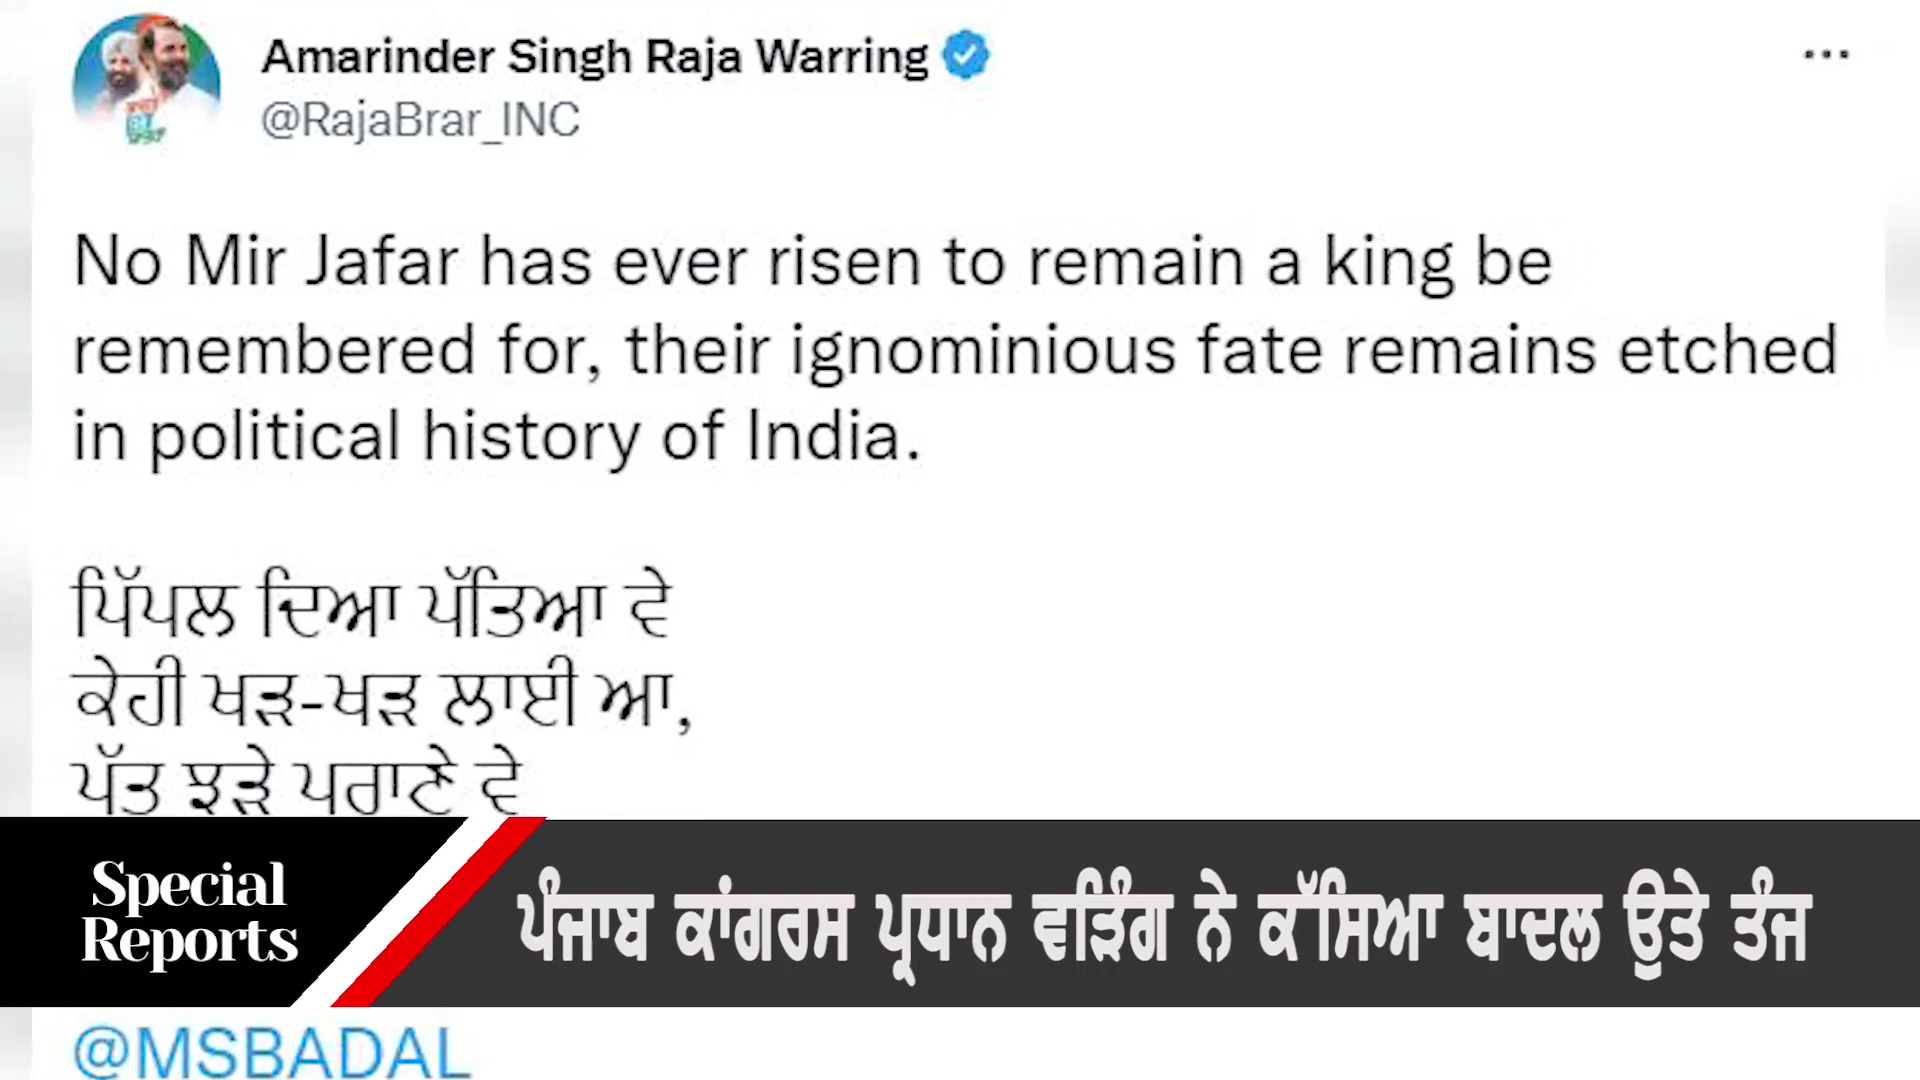 Amarinder Singh Raja Warring
@RajaBrar_INC
No Mir Jafar has ever risen to remain a king be
remembered for, their ignominious fate remains etched
in political history of India.
ਪਿੱਪਲ ਦਿਆ ਪੱਤਿਆ ਵੇ
ਕੇਹੀ ਖੜ-ਖੜ ਲਾਈ ਆ,
ਪੱਤ ਝੜੇ ਪਰਾਣੇ ਵੇ
Special
Reports
ਪੰਜਾਬ ਕਾਂਗਰਸ ਪ੍ਰਧਾਨ ਵੜਿੰਗ ਨੇ ਕੱਸਿਆ ਬਾਦਲ ਉਤੇ ਤੰਜ
@MSBADAL